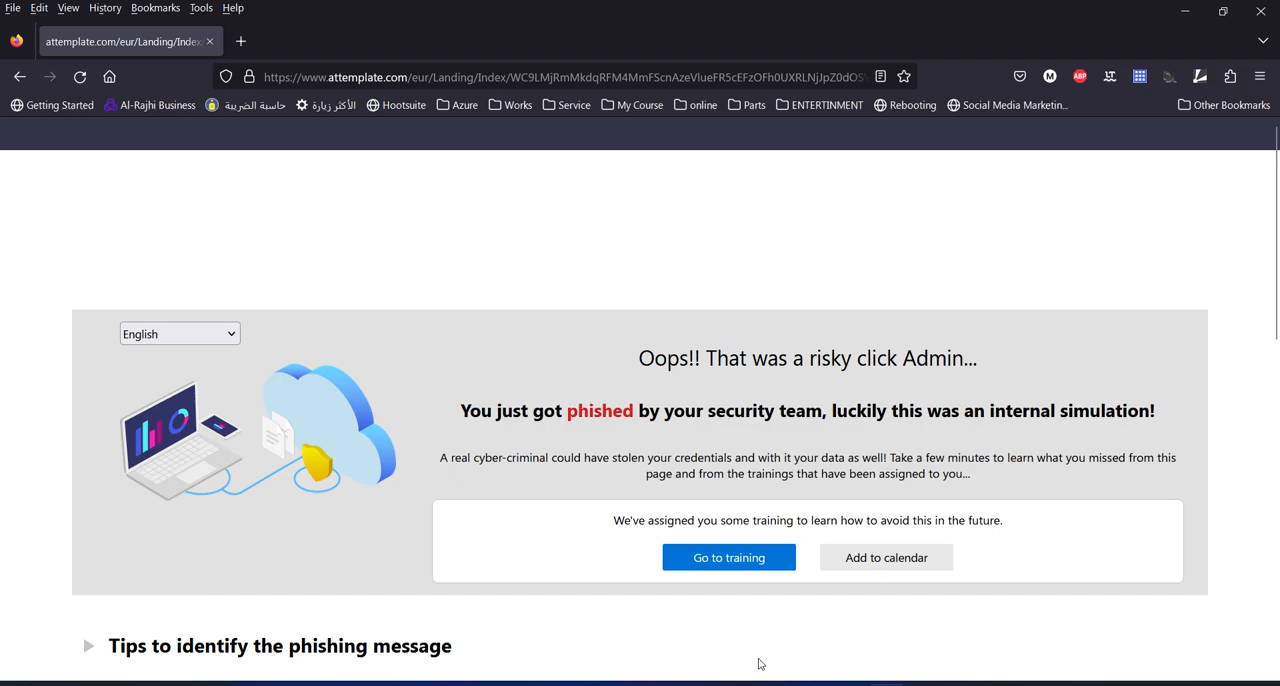 File Edit View History Bookmarks Tools Help
attemplate.com/eur/Landing/Index
https://www.attemplate.com/eur/Landing/Index/
Getting Started Al-Rajhi Business حاسبة الضريبة الأكثر زيارة Hootsuite Azure Works Service My Course online Parts ENTERTINMENT Rebooting Social Media Marketin... Other Bookmarks
English
Oops!! That was a risky click Admin...
You just got phished by your security team, luckily this was an internal simulation!
A real cyber-criminal could have stolen your credentials and with it your data as well! Take a few minutes to learn what you missed from this
page and from the trainings that have been assigned to you...
We've assigned you some training to learn how to avoid this in the future.
Go to training Add to calendar
Tips to identify the phishing message